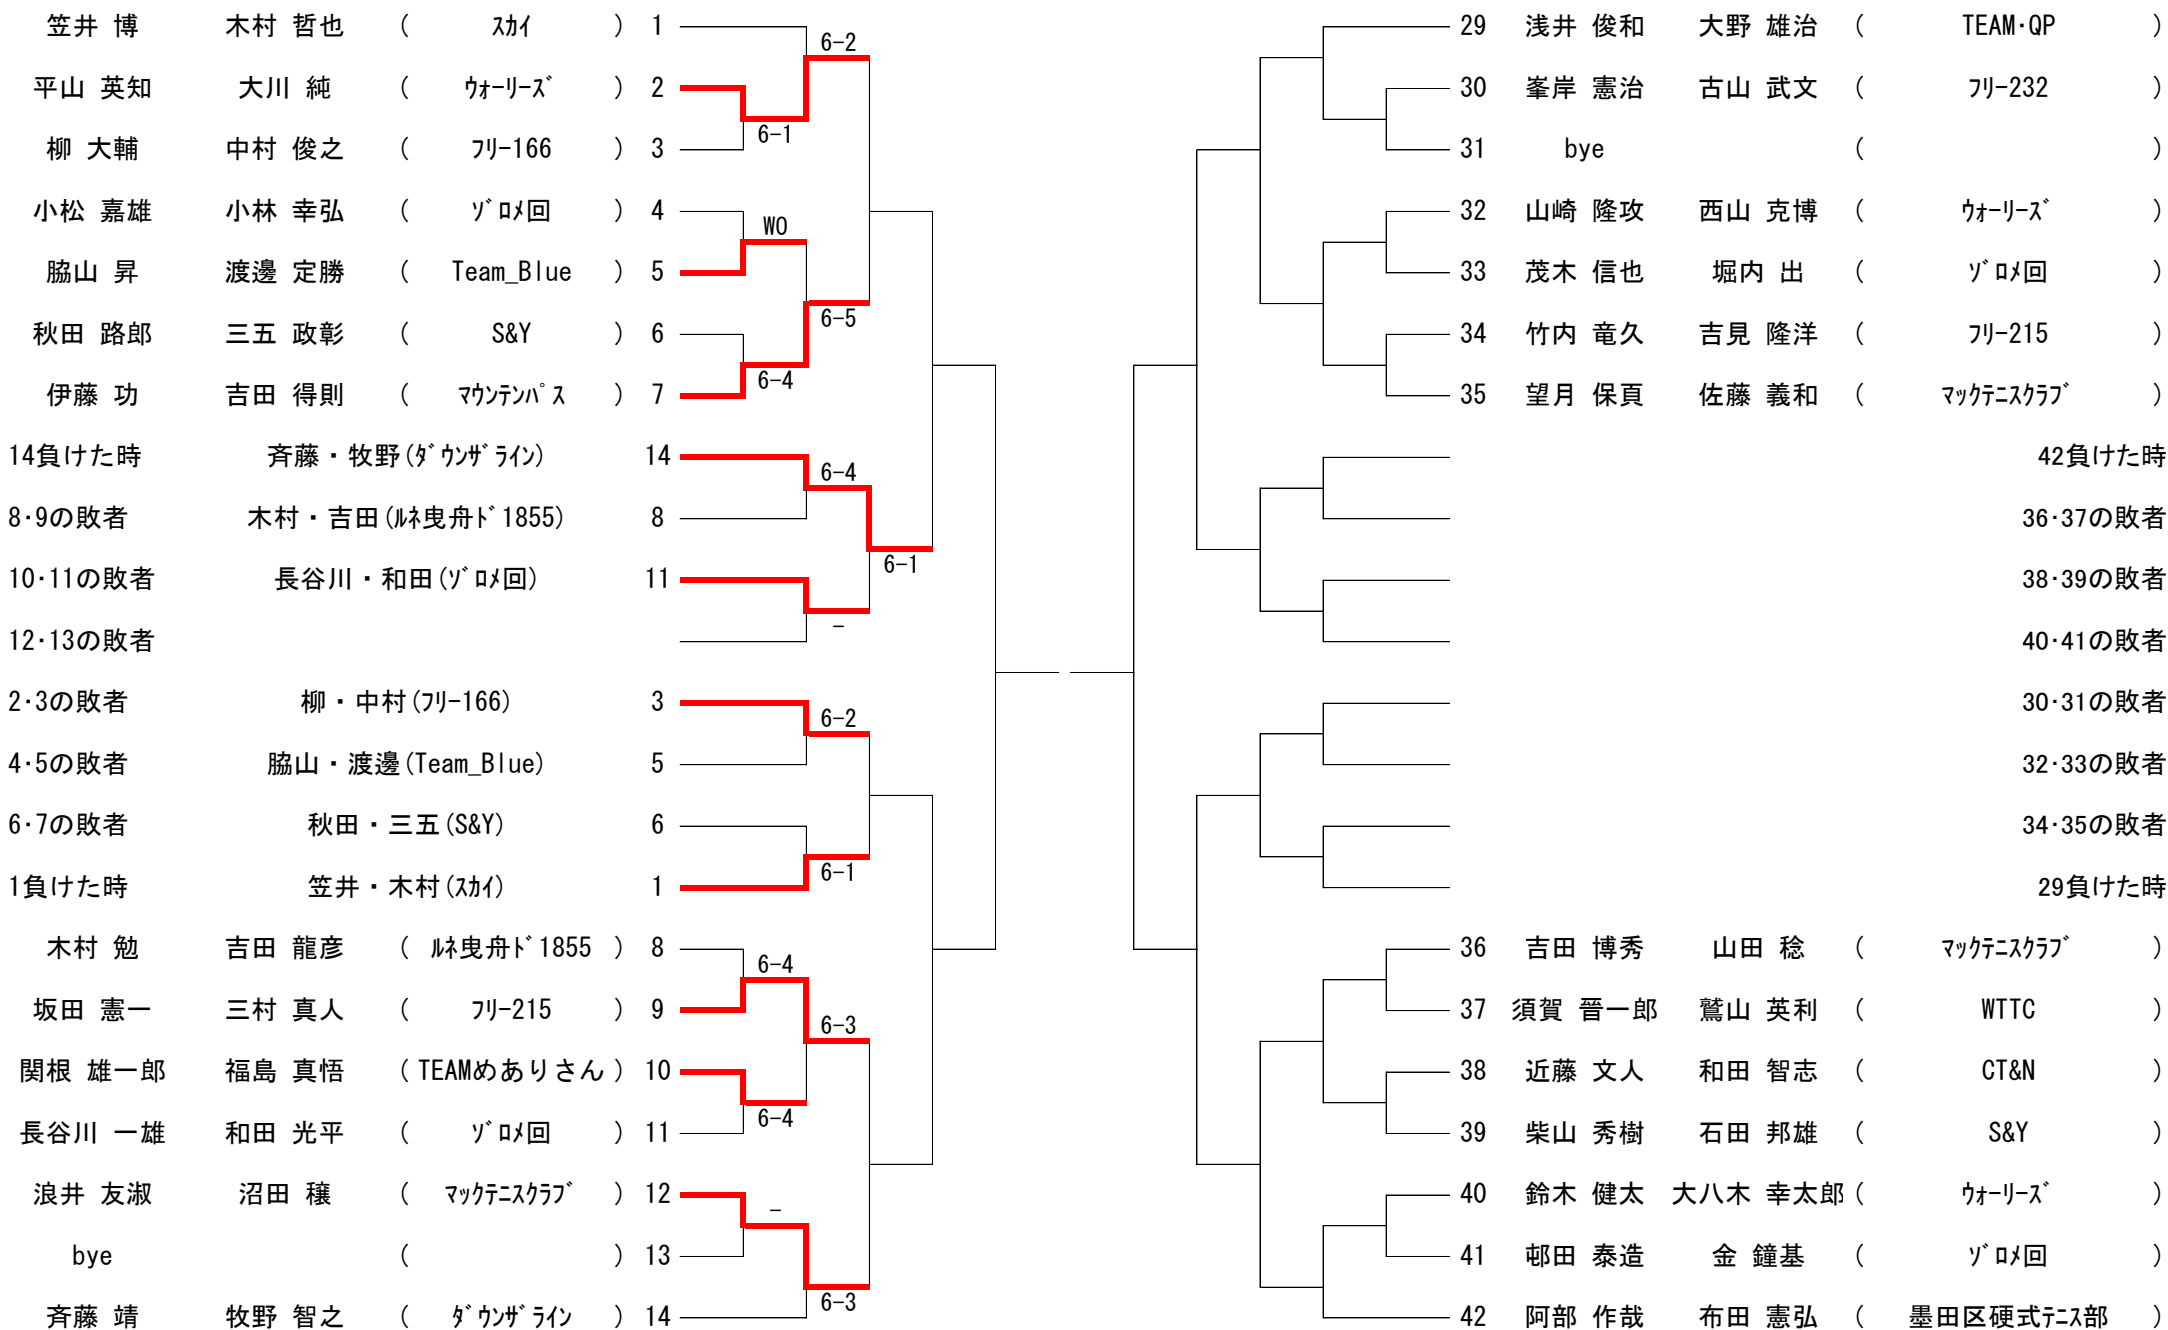 笠井 博 木村 哲也 ( ｽｶｲ ) 1
6-2
平山 英知 大川 純 ( ｳｫｰﾘｰｽﾞ ) 2
6-1
柳 大輔 中村 俊之 ( ﾌﾘｰ166 ) 3
小松 嘉雄 小林 幸弘 ( ｿﾞﾛﾒ回 ) 4
WO
脇山 昇 渡邊 定勝 ( Team_Blue ) 5
6-5
秋田 路郎 三五 政彰 ( S&Y ) 6
6-4
伊藤 功 吉田 得則 ( ﾏｳﾝﾃﾝﾊﾟｽ ) 7
14負けた時 斉藤・牧野(ﾀﾞｳﾝｻﾞﾗｲﾝ) 14
6-4
8･9の敗者 木村・吉田(ﾙﾈ曳舟ﾄﾞ1855) 8
6-1
10･11の敗者 長谷川・和田(ｿﾞﾛﾒ回) 11
-
12･13の敗者
2･3の敗者 柳・中村(ﾌﾘｰ166) 3
6-2
4･5の敗者 脇山・渡邊(Team_Blue) 5
6･7の敗者 秋田・三五(S&Y) 6
6-1
1負けた時 笠井・木村(ｽｶｲ) 1
木村 勉 吉田 龍彦 ( ﾙﾈ曳舟ﾄﾞ1855 ) 8
6-4
坂田 憲一 三村 真人 ( ﾌﾘｰ215 ) 9
6-3
関根 雄一郎 福島 真悟 ( TEAMめありさん ) 10
6-4
長谷川 一雄 和田 光平 ( ｿﾞﾛﾒ回 ) 11
浪井 友淑 沼田 穣 ( ﾏｯｸﾃﾆｽｸﾗﾌﾞ ) 12
-
bye ( ) 13
6-3
斉藤 靖 牧野 智之 ( ﾀﾞｳﾝｻﾞﾗｲﾝ ) 14
29 浅井 俊和 大野 雄治 ( TEAM･QP )
30 峯岸 憲治 古山 武文 ( ﾌﾘｰ232 )
31 bye ( )
32 山崎 隆攻 西山 克博 ( ｳｫｰﾘｰｽﾞ )
33 茂木 信也 堀内 出 ( ｿﾞﾛﾒ回 )
34 竹内 竜久 吉見 隆洋 ( ﾌﾘｰ215 )
35 望月 保頁 佐藤 義和 ( ﾏｯｸﾃﾆｽｸﾗﾌﾞ )
42負けた時
36･37の敗者
38･39の敗者
40･41の敗者
30･31の敗者
32･33の敗者
34･35の敗者
29負けた時
36 吉田 博秀 山田 稔 ( ﾏｯｸﾃﾆｽｸﾗﾌﾞ )
37 須賀 晋一郎 鷲山 英利 ( WTTC )
38 近藤 文人 和田 智志 ( CT&N )
39 柴山 秀樹 石田 邦雄 ( S&Y )
40 鈴木 健太 大八木 幸太郎 ( ｳｫｰﾘｰｽﾞ )
41 邨田 泰造 金 鐘基 ( ｿﾞﾛﾒ回 )
42 阿部 作哉 布田 憲弘 ( 墨田区硬式ﾃﾆｽ部 )